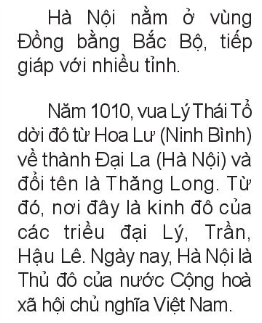 Hà Nội nằm ở vùng
Đồng bằng Bắc Bộ, tiếp
giáp với nhiều tỉnh.
Năm 1010, vua Lý Thái Tổ
dời đô từ Hoa Lư (Ninh Bình)
về thành Đại La (Hà Nội) và
đổi tên là Thăng Long. Từ
đó, nơi đây là kinh đô của
các triều đại Lý, Trần,
Hậu Lê. Ngày nay, Hà Nội là
Thủ đô của nước Cộng hoà
xã hội chủ nghĩa Việt Nam.